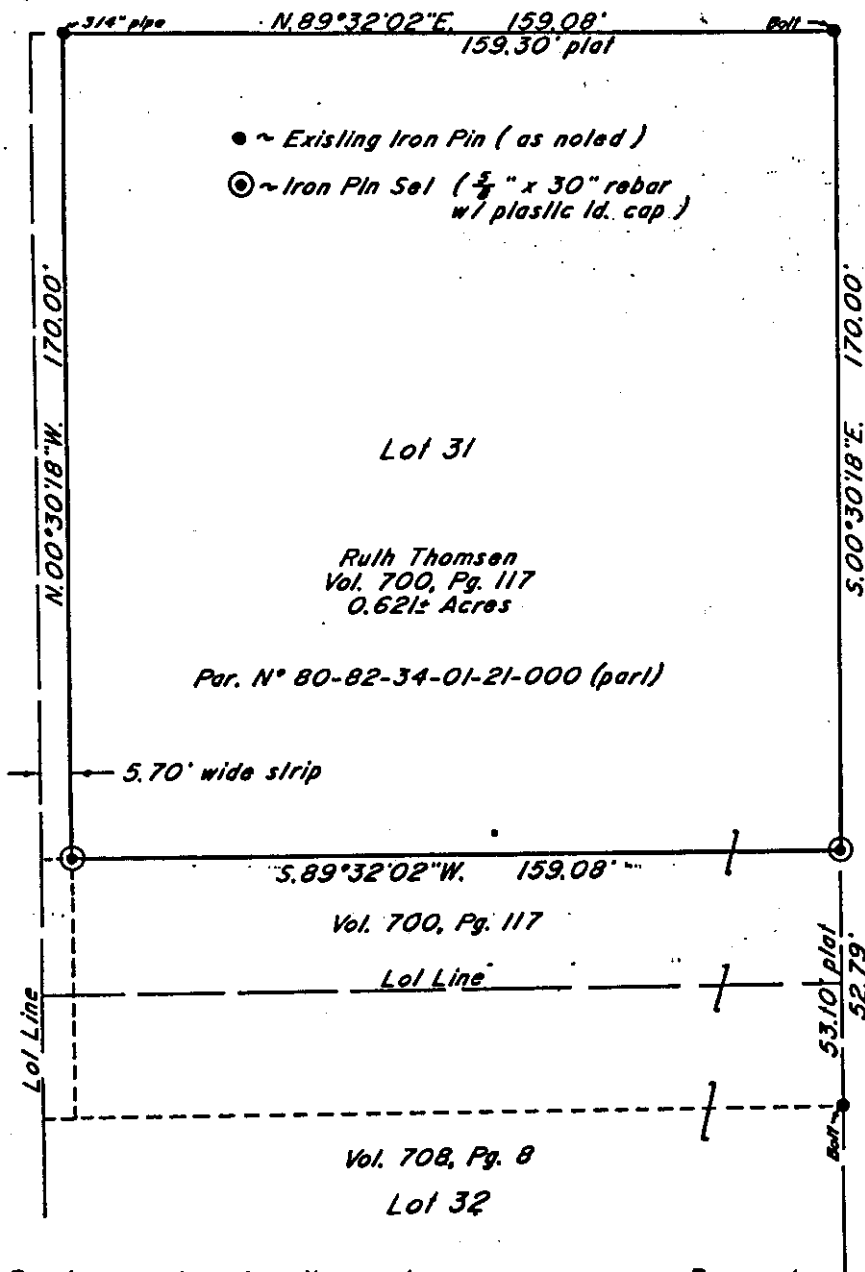 3/4" pipe
N.89°32'02"E. 159.08'
Bolt
159.30' plat
● ~ Existing Iron Pin ( as noted )
◉ ~ Iron Pin Set ( 5/8 " x 30" rebar
w/ plastic id. cap )
N.00°30'18"W. 170.00'
S.00°30'18"E. 170.00'
Lot 31
Ruth Thomsen
Vol. 700, Pg. 117
0.621± Acres
Par. N° 80-82-34-01-21-000 (part)
5.70' wide strip
S.89°32'02"W. 159.08'
Vol. 700, Pg. 117
Lot Line
Lot Line
53.10' plat
52.79'
Bolt
Vol. 708, Pg. 8
Lot 32